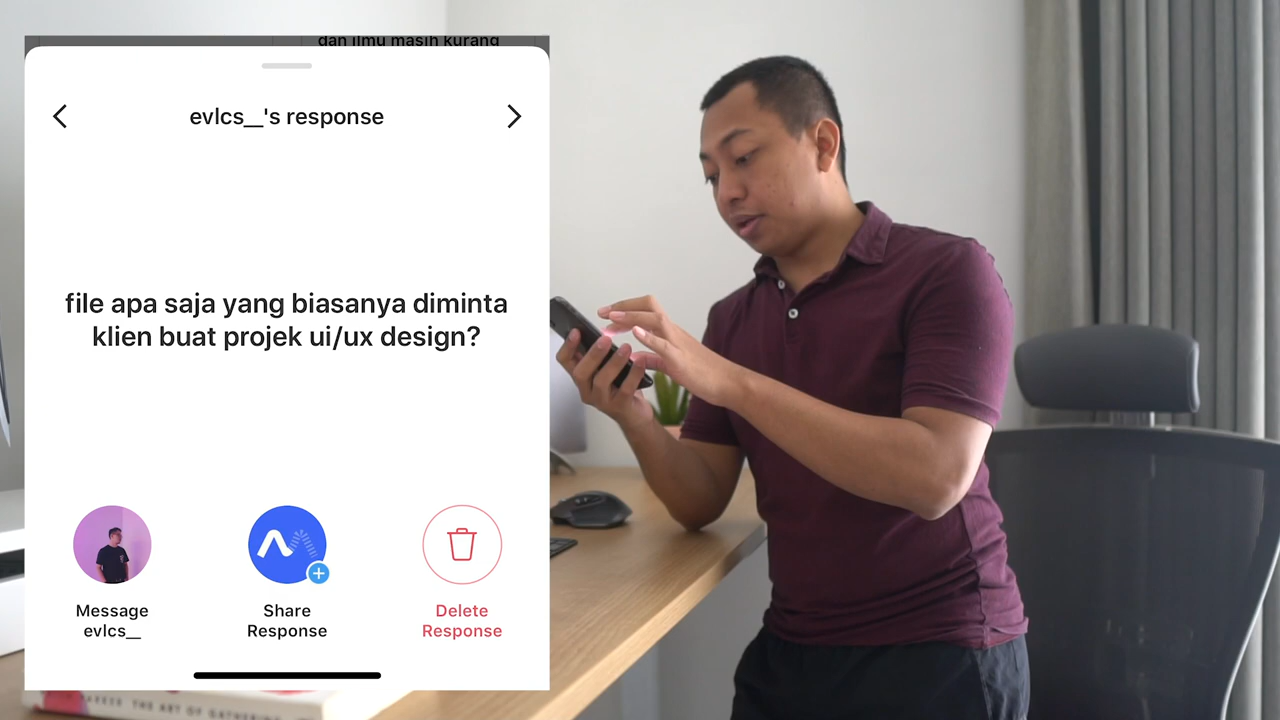 dan ilmu masih kurang
evlcs__'s response
file apa saja yang biasanya diminta
klien buat projek ui/ux design?
Message
evlcs__
Share
Response
Delete
Response
THE ART OF GATHERING